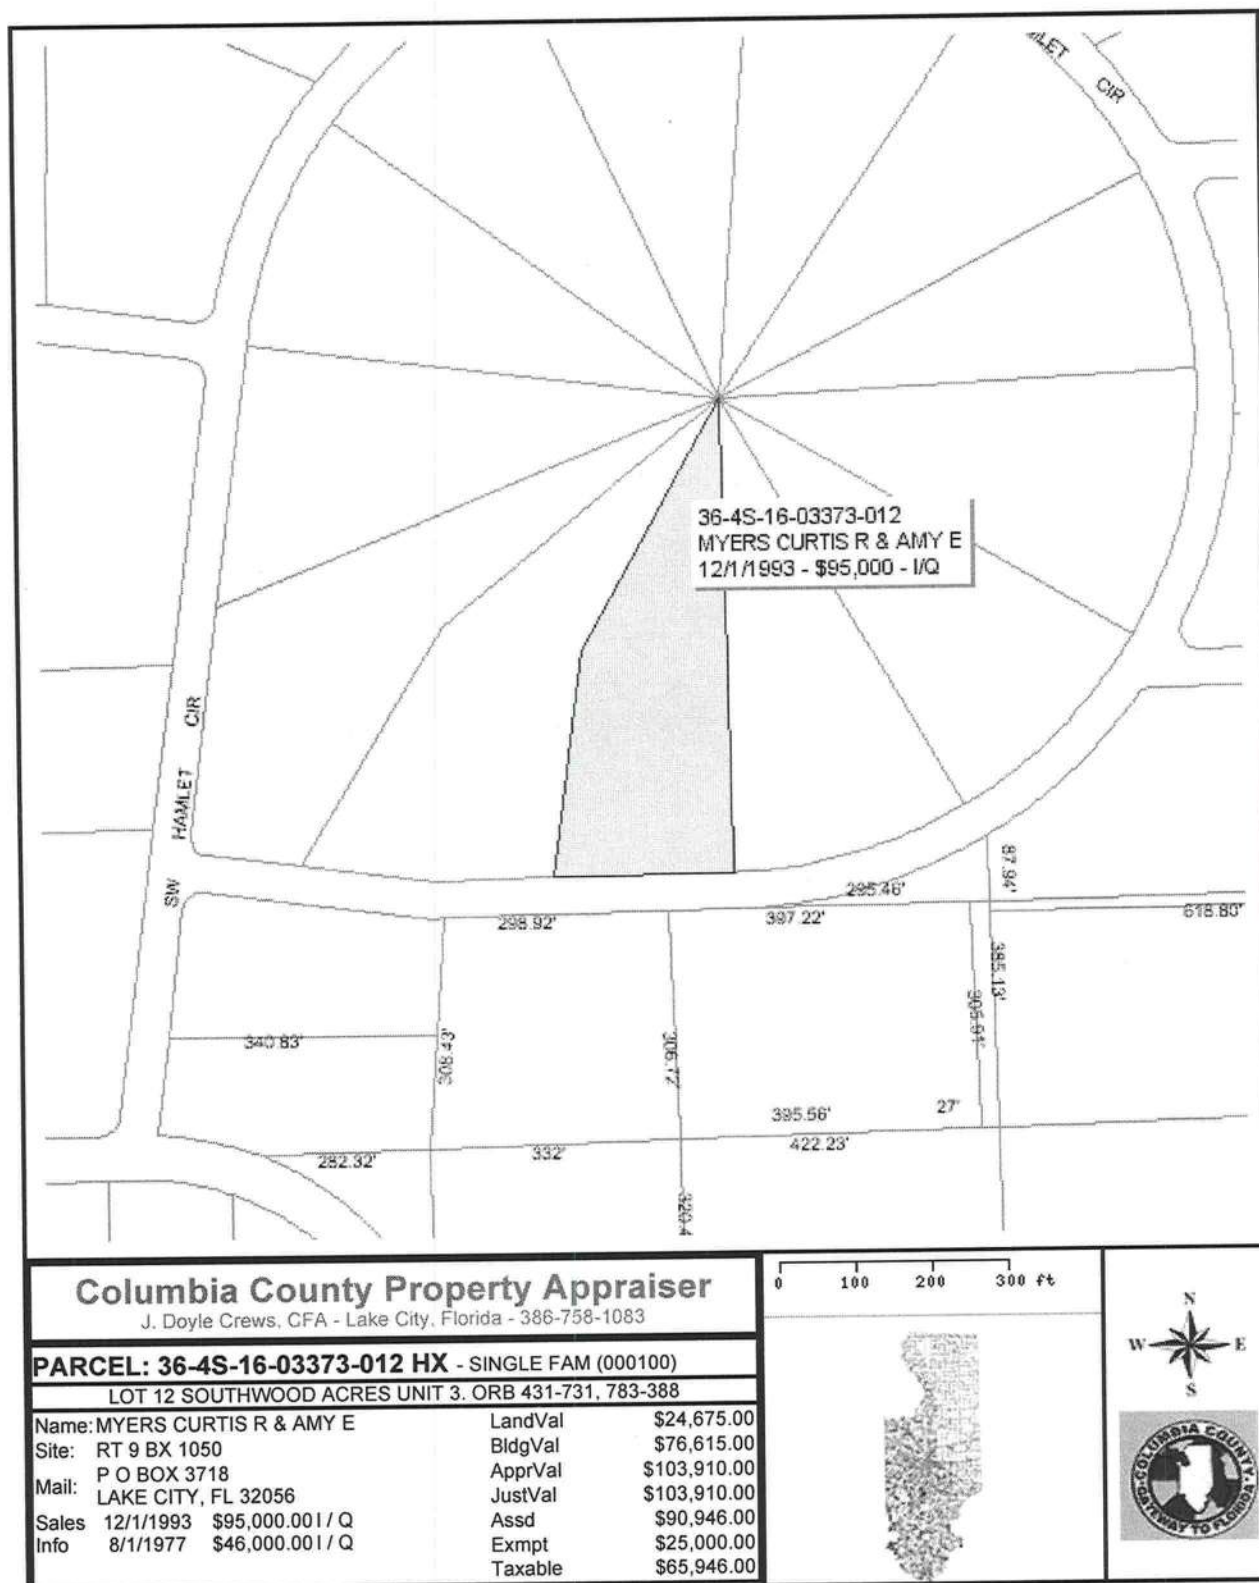 MLET CIR
36-4S-16-03373-012
MYERS CURTIS R & AMY E
12/1/1993 - $95,000 - I/Q
SW HAMLET CIR
87.94'
295.46'
298.92'
397.22'
618.80'
385.13'
305.91'
340.83'
308.43'
306.72'
395.56'
27'
422.23'
282.32'
332'
320.4
Columbia County Property Appraiser
J. Doyle Crews, CFA - Lake City, Florida - 386-758-1083
PARCEL: 36-4S-16-03373-012 HX - SINGLE FAM (000100)
LOT 12 SOUTHWOOD ACRES UNIT 3. ORB 431-731, 783-388
Name: MYERS CURTIS R & AMY E LandVal $24,675.00
Site: RT 9 BX 1050 BldgVal $76,615.00
Mail: P O BOX 3718 ApprVal $103,910.00
LAKE CITY, FL 32056 JustVal $103,910.00
Sales 12/1/1993 $95,000.00 I / Q Assd $90,946.00
Info 8/1/1977 $46,000.00 I / Q Exmpt $25,000.00
Taxable $65,946.00
0 100 200 300 ft
N
W E
S
COLUMBIA COUNTY
GATEWAY TO FLORIDA